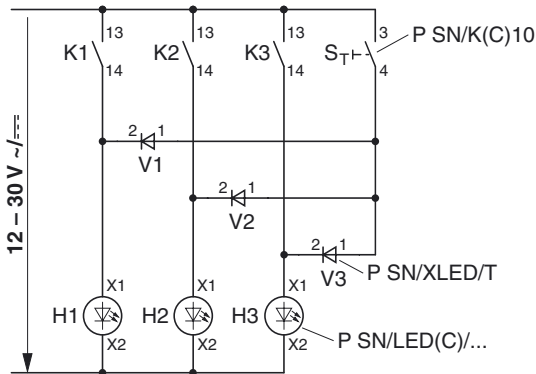 13 13 13 3 P SN/K(C)10
K1 K2 K3 S_T
14 14 14 4
2 1
V1
12 – 30 V ~/⎓
2 1
V2
2 1
V3 P SN/XLED/T
X1 X1 X1
H1 H2 H3
X2 X2 X2 P SN/LED(C)/...